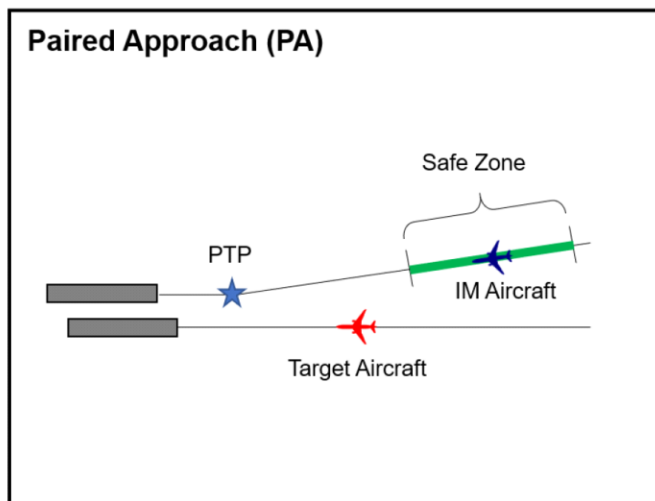 Paired Approach (PA)
Safe Zone
PTP
IM Aircraft
Target Aircraft